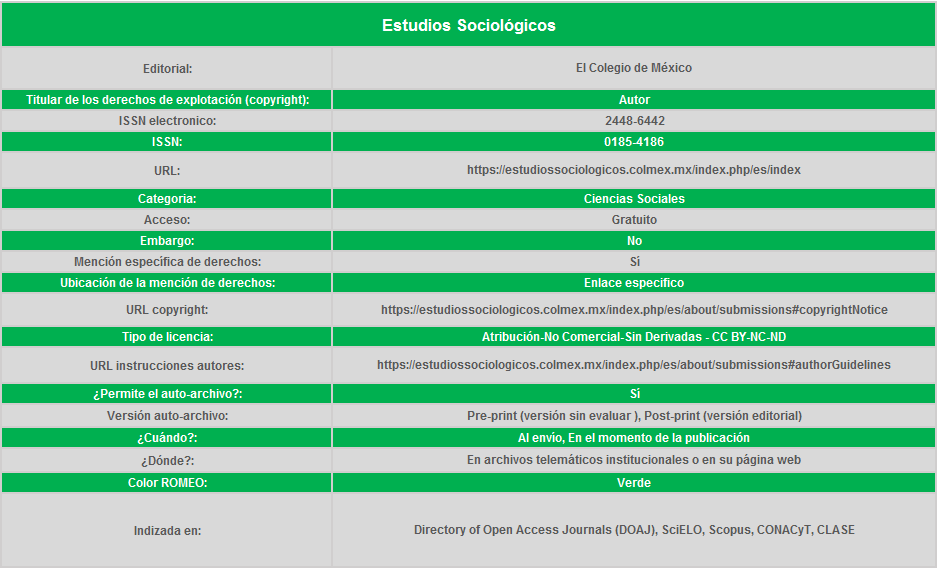 Estudios Sociológicos
Editorial: El Colegio de México
Titular de los derechos de explotación (copyright): Autor
ISSN electronico: 2448-6442
ISSN: 0185-4186
URL: https://estudiossociologicos.colmex.mx/index.php/es/index
Categoria: Ciencias Sociales
Acceso: Gratuito
Embargo: No
Mención especifica de derechos: Sì
Ubicación de la mención de derechos: Enlace especifico
URL copyright: https://estudiossociologicos.colmex.mx/index.php/es/about/submissions#copyrightNotice
Tipo de licencia: Atribución-No Comercial-Sin Derivadas - CC BY-NC-ND
URL instrucciones autores: https://estudiossociologicos.colmex.mx/index.php/es/about/submissions#authorGuidelines
¿Permite el auto-archivo?: Sí
Versión auto-archivo: Pre-print (versión sin evaluar ), Post-print (versión editorial)
¿Cuándo?: Al envío, En el momento de la publicación
¿Dónde?: En archivos telemáticos institucionales o en su página web
Color ROMEO: Verde
Indizada en: Directory of Open Access Journals (DOAJ), SciELO, Scopus, CONACyT, CLASE